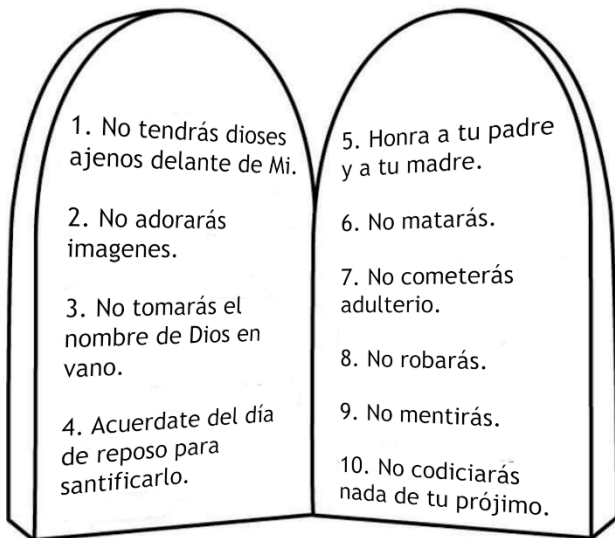 1. No tendrás dioses
ajenos delante de Mi.
2. No adorarás
imagenes.
3. No tomarás el
nombre de Dios en
vano.
4. Acuerdate del día
de reposo para
santificarlo.
5. Honra a tu padre
y a tu madre.
6. No matarás.
7. No cometerás
adulterio.
8. No robarás.
9. No mentirás.
10. No codiciarás
nada de tu prójimo.